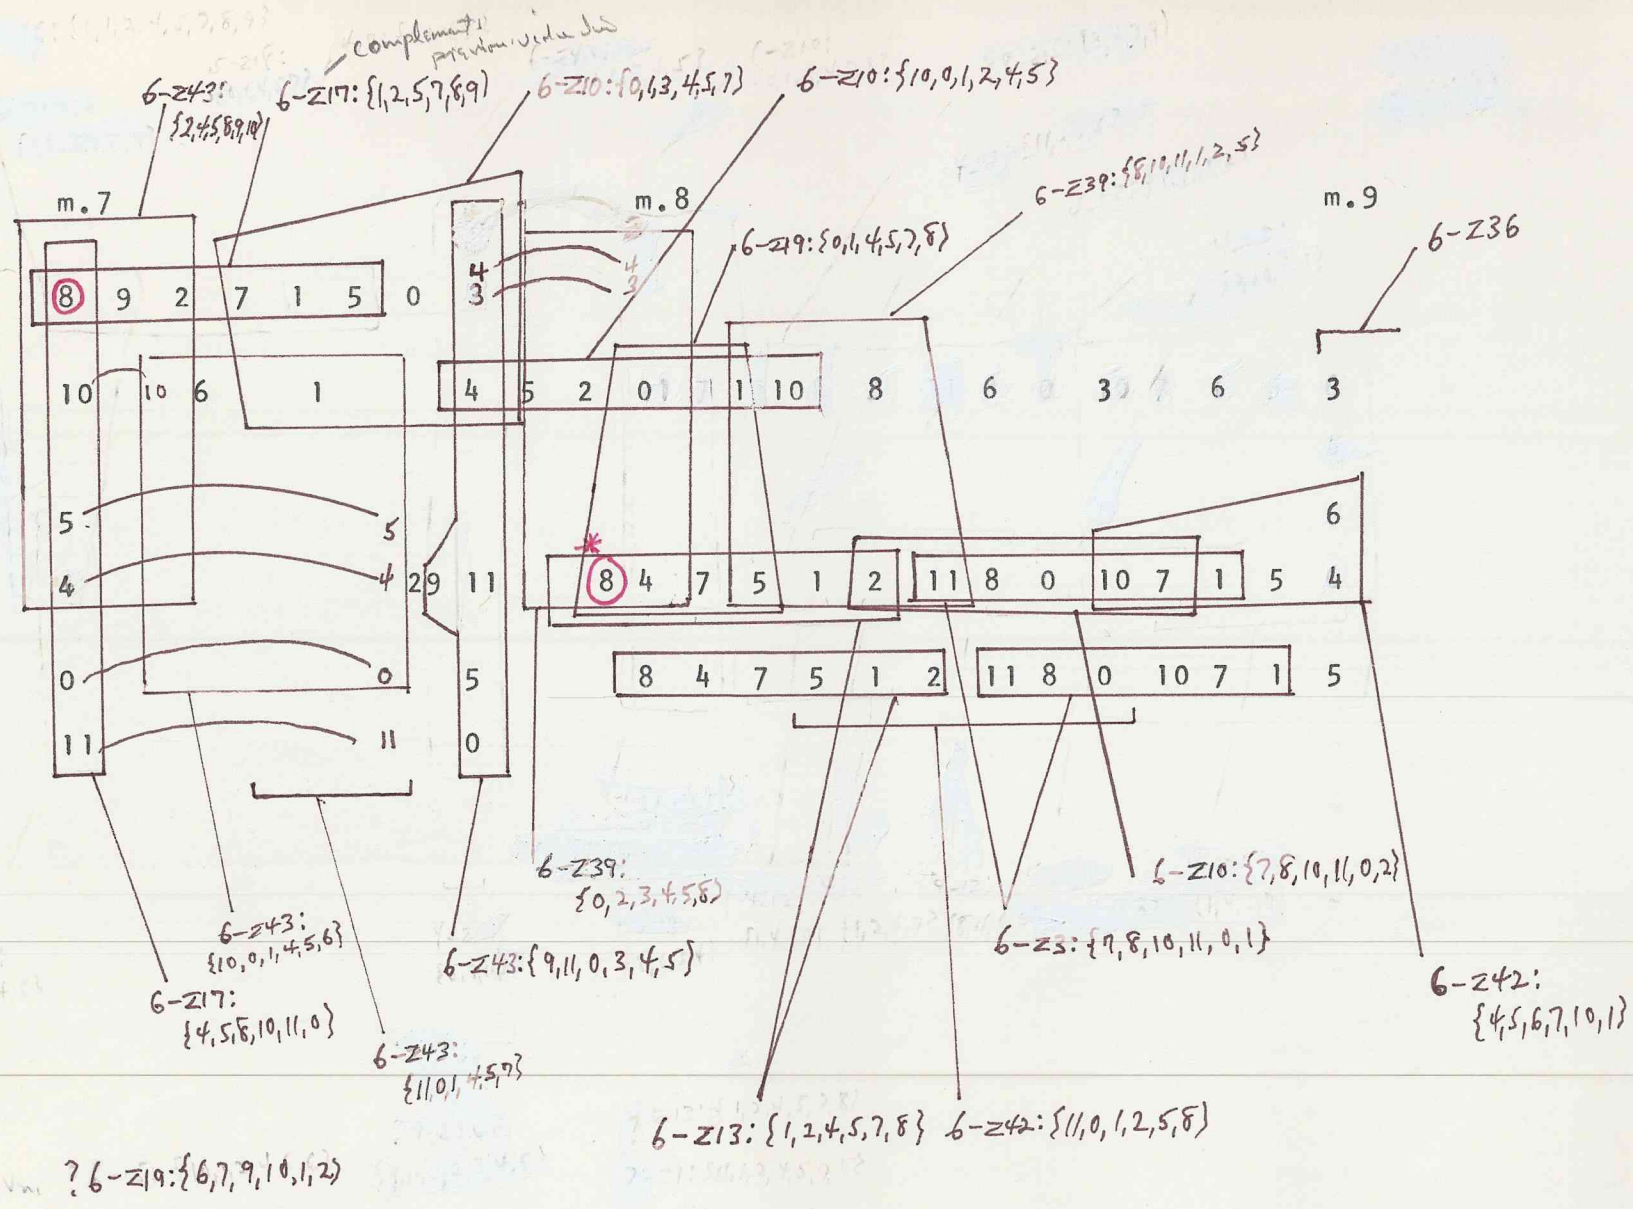 complement:
6-Z43:
{2,4,5,8,9,10}
6-Z17:{1,2,5,7,8,9}
6-Z10:{0,1,3,4,5,7}
6-Z10:{10,0,1,2,4,5}
6-Z39:{8,10,11,1,2,5}
m.7
m.8
m.9
6-Z19:{0,1,4,5,7,8}
6-Z36
4 4
8 9 2 7 1 5 0 3 3
10 10 6 1 4 5 2 0 1 10 8 6 3 6 3
5 5 6
*
4 4 29 11 8 4 7 5 1 2 11 8 0 10 7 1 5 4
0 0 5 8 4 7 5 1 2 11 8 0 10 7 1 5
11 11 0
6-Z39:
{0,2,3,4,5,8}
6-Z10:{7,8,10,11,0,2}
6-Z43:
{10,0,1,4,5,6}
6-Z43:{9,11,0,3,4,5}
6-Z3:{7,8,10,11,0,1}
6-Z17:
{4,5,8,10,11,0}
6-Z42:
{4,5,6,7,10,1}
6-Z43:
{11,0,1,4,5,7}
6-Z13:{1,2,4,5,7,8}
6-Z42:{11,0,1,2,5,8}
? 6-Z19:{6,7,9,10,1,2}